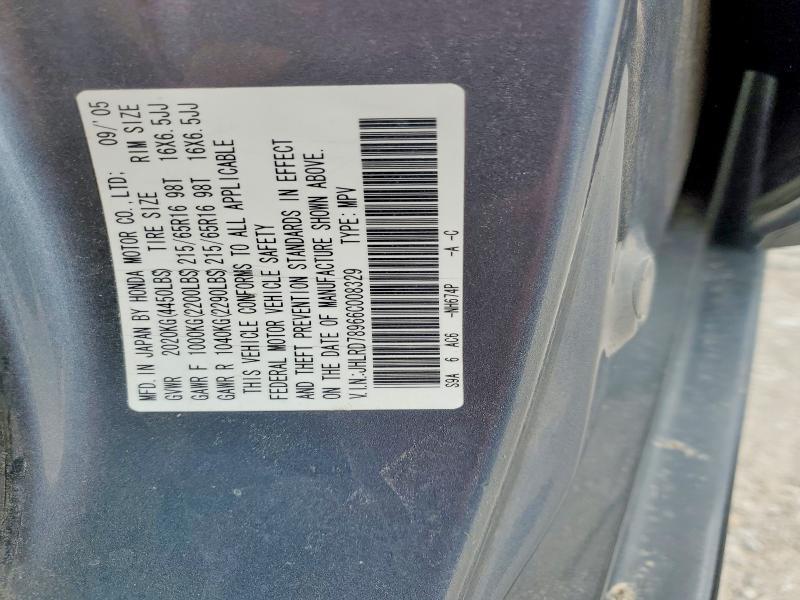 MFD. IN JAPAN BY HONDA MOTOR CO., LTD; 09/'05
GVWR 2020KG(4450LBS) TIRE SIZE RIM SIZE
GAWR F 1000KG(2200LBS) 215/65R16 98T 16X6.5JJ
GAWR R 1040KG(2290LBS) 215/65R16 98T 16X6.5JJ
THIS VEHICLE CONFORMS TO ALL APPLICABLE
FEDERAL MOTOR VEHICLE SAFETY
AND THEFT PREVENTION STANDARDS IN EFFECT
ON THE DATE OF MANUFACTURE SHOWN ABOVE.
V.I.N.:JHLRD78966C008329 TYPE: MPV
S9A 6 AC6 -NH674P -A -C